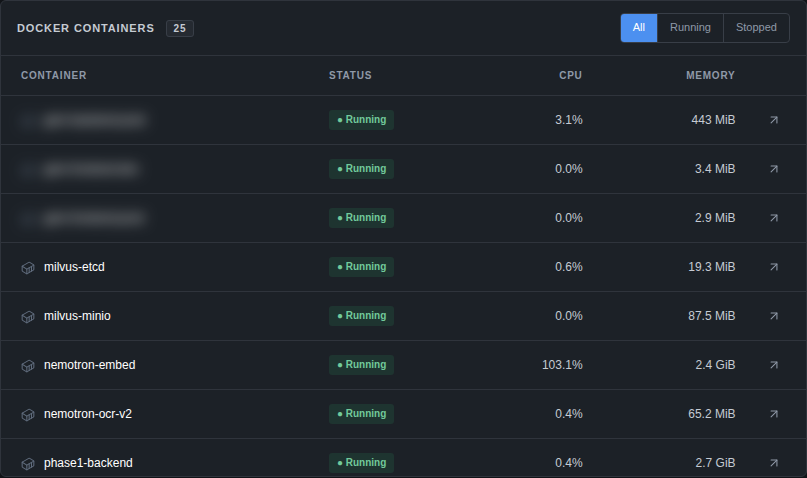 DOCKER CONTAINERS 25 All Running Stopped
CONTAINER STATUS CPU MEMORY
Running 3.1% 443 MiB
Running 0.0% 3.4 MiB
Running 0.0% 2.9 MiB
milvus-etcd Running 0.6% 19.3 MiB
milvus-minio Running 0.0% 87.5 MiB
nemotron-embed Running 103.1% 2.4 GiB
nemotron-ocr-v2 Running 0.4% 65.2 MiB
phase1-backend Running 0.4% 2.7 GiB